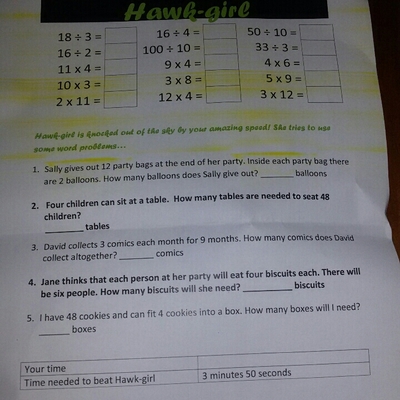 Hawk-girl
18 ÷ 3 = 16 ÷ 4 = 50 ÷ 10 =
16 ÷ 2 = 100 ÷ 10 = 33 ÷ 3 =
11 x 4 = 9 x 4 = 4 x 6 =
10 x 3 = 3 x 8 = 5 x 9 =
2 x 11 = 12 x 4 = 3 x 12 =
Hawk-girl is knocked out of the sky by your amazing speed! She tries to use
some word problems...
1. Sally gives out 12 party bags at the end of her party. Inside each party bag there
are 2 balloons. How many balloons does Sally give out? ________ balloons
2. Four children can sit at a table. How many tables are needed to seat 48
children?
________ tables
3. David collects 3 comics each month for 9 months. How many comics does David
collect altogether? ________ comics
4. Jane thinks that each person at her party will eat four biscuits each. There will
be six people. How many biscuits will she need? ___________ biscuits
5. I have 48 cookies and can fit 4 cookies into a box. How many boxes will I need?
_____ boxes
Your time
Time needed to beat Hawk-girl 3 minutes 50 seconds